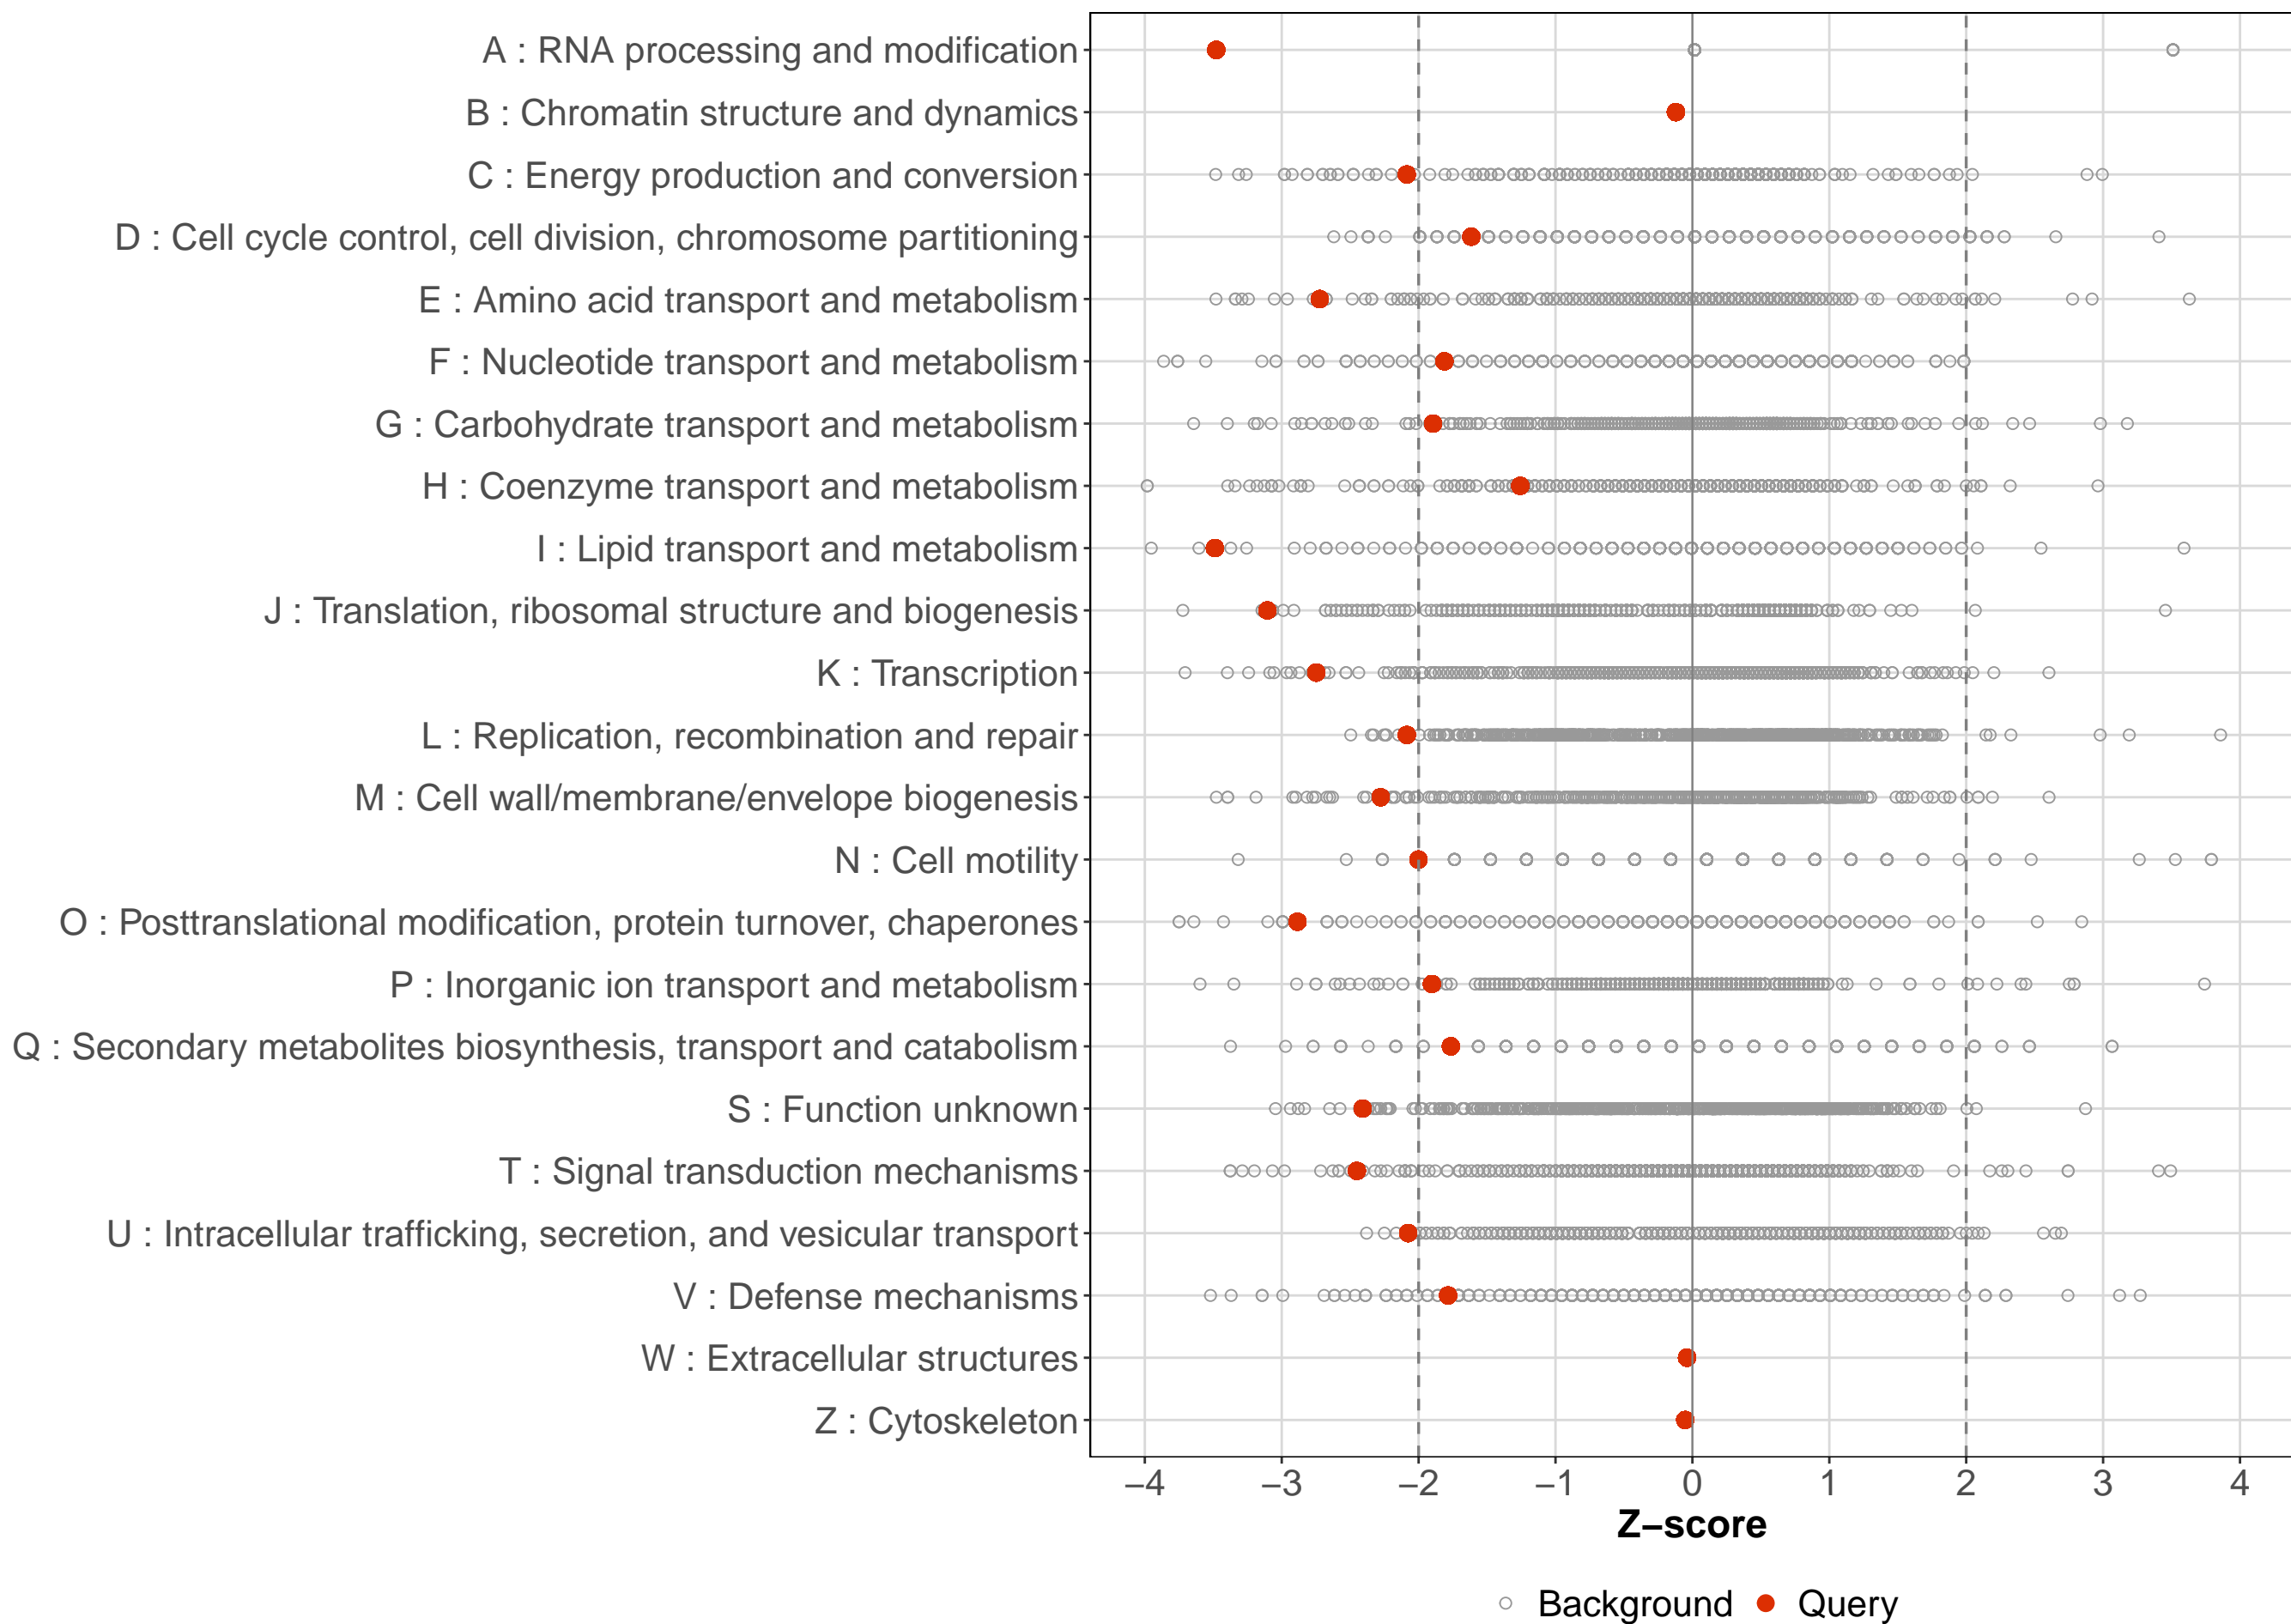 A : RNA processing and modification
B : Chromatin structure and dynamics
C : Energy production and conversion
D : Cell cycle control, cell division, chromosome partitioning
E : Amino acid transport and metabolism
F : Nucleotide transport and metabolism
G : Carbohydrate transport and metabolism
H : Coenzyme transport and metabolism
I : Lipid transport and metabolism
J : Translation, ribosomal structure and biogenesis
K : Transcription
L : Replication, recombination and repair
M : Cell wall/membrane/envelope biogenesis
N : Cell motility
O : Posttranslational modification, protein turnover, chaperones
P : Inorganic ion transport and metabolism
Q : Secondary metabolites biosynthesis, transport and catabolism
S : Function unknown
T : Signal transduction mechanisms
U : Intracellular trafficking, secretion, and vesicular transport
V : Defense mechanisms
W : Extracellular structures
Z : Cytoskeleton
−4 −3 −2 −1 0 1 2 3 4
Z−score
Background Query